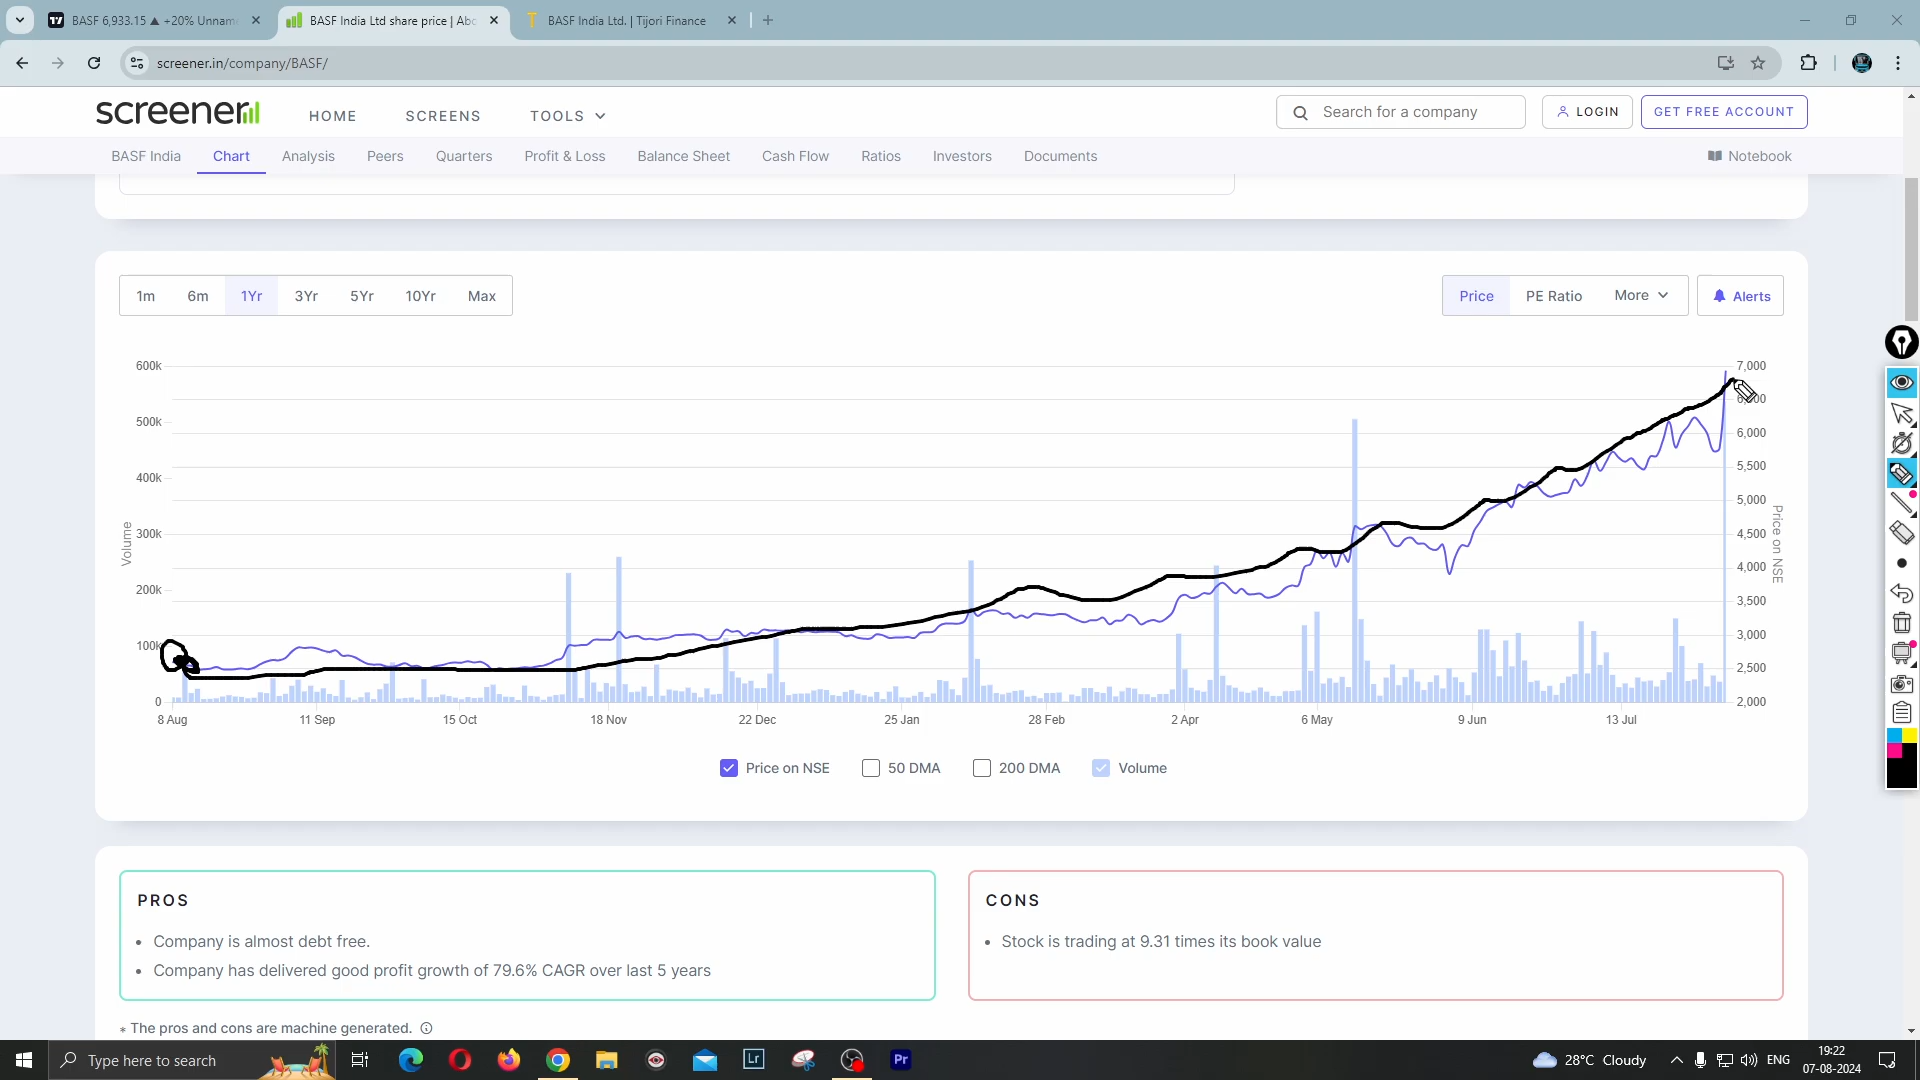 BASF 6,933.15 ▲ +20% Unnam
BASF India Ltd share price | Abo
BASF India Ltd. | Tijori Finance
screener.in/company/BASF/
screener
HOME
SCREENS
TOOLS
Search for a company
LOGIN
GET FREE ACCOUNT
BASF India
Chart
Analysis
Peers
Quarters
Profit & Loss
Balance Sheet
Cash Flow
Ratios
Investors
Documents
Notebook
1m
6m
1Yr
3Yr
5Yr
10Yr
Max
Price
PE Ratio
More
Alerts
600k
500k
400k
300k
200k
100k
0
Volume
7,000
6,000
5,500
5,000
4,500
4,000
3,500
3,000
2,500
2,000
Price on NSE
8 Aug
11 Sep
15 Oct
18 Nov
22 Dec
25 Jan
28 Feb
2 Apr
6 May
9 Jun
13 Jul
Price on NSE
50 DMA
200 DMA
Volume
PROS
• Company is almost debt free.
• Company has delivered good profit growth of 79.6% CAGR over last 5 years
CONS
• Stock is trading at 9.31 times its book value
* The pros and cons are machine generated.
Type here to search
Lr
Pr
28°C Cloudy
ENG
19:22
07-08-2024